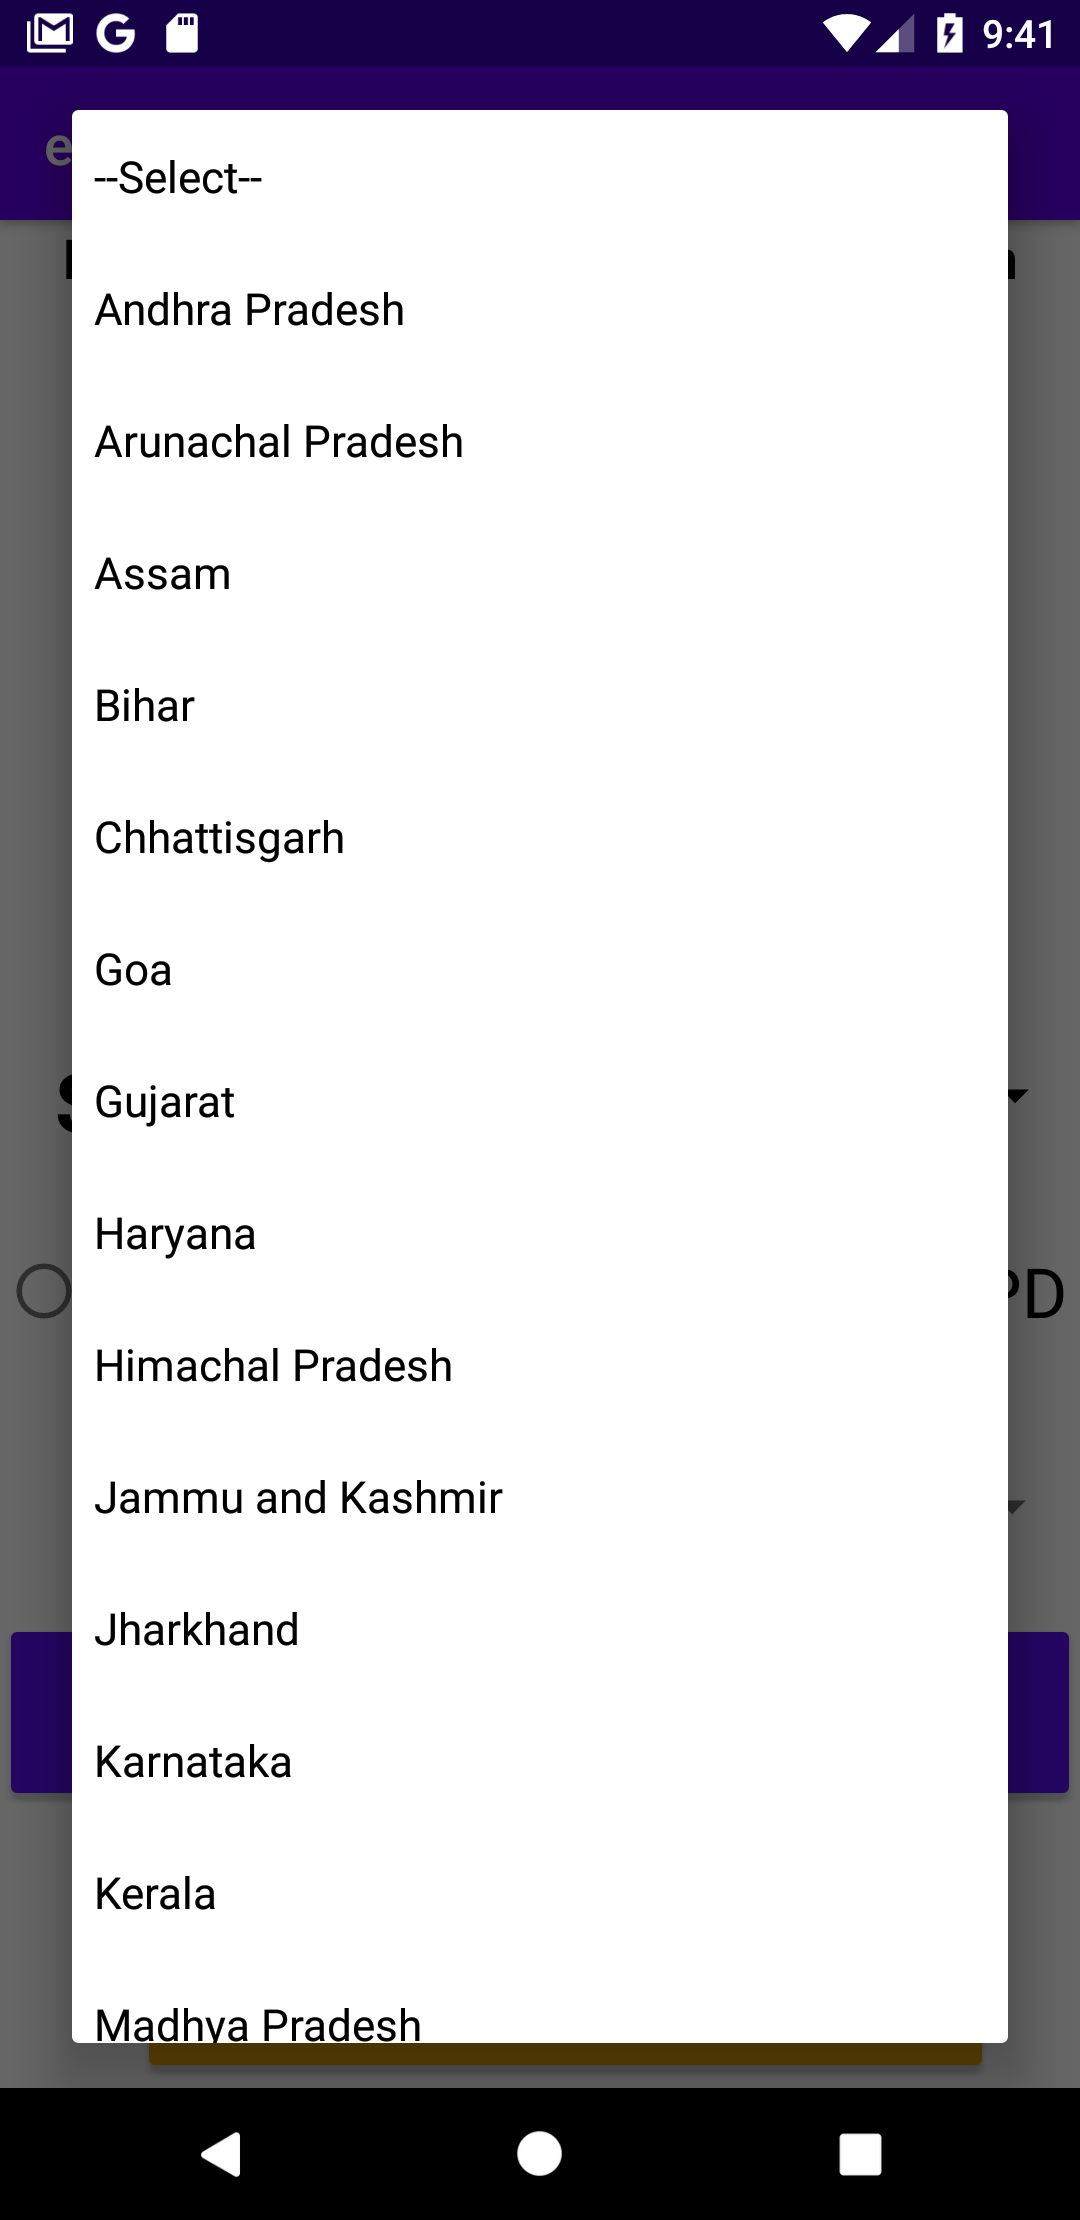 9:41
--Select--
Andhra Pradesh
Arunachal Pradesh
Assam
Bihar
Chhattisgarh
Goa
Gujarat
Haryana
Himachal Pradesh
Jammu and Kashmir
Jharkhand
Karnataka
Kerala
Madhya Pradesh